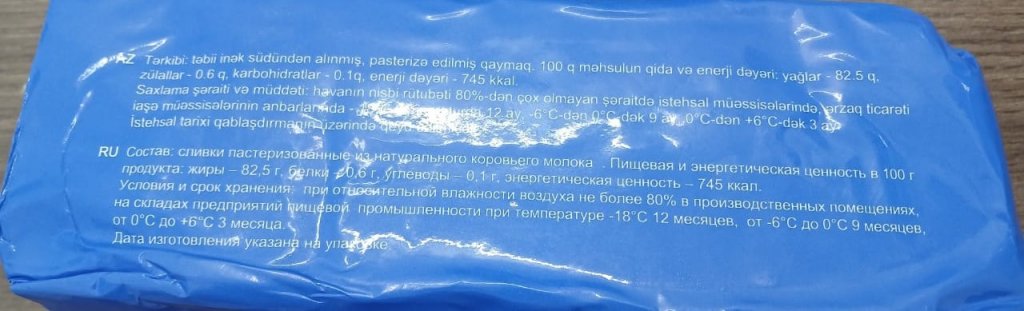 AZ Tərkibi: təbii inək südündən alınmış, pasterizə edilmiş qaymaq. 100 q məhsulun qida və enerji dəyəri: yağlar - 82.5 q.
zülallar - 0.6 q, karbohidratlar - 0.1q, enerji dəyəri - 745 kkal.
Saxlama şəraiti və müddəti: havanın nisbi rütubəti 80%-dən çox olmayan şəraitdə istehsal müəssisələrində, ərzaq ticarəti
iaşə müəssisələrinin anbarlarında 12 ay, -6°C-dən 0°C-dək 9 ay, 0°C-dən +6°C-dək 3 ay
İstehsal tarixi qablaşdırmanın üzərində
RU Состав: сливки пастеризованные из натурального коровьего молока . Пищевая и энергетическая ценность в 100 г
продукта: жиры – 82,5 г, белки - 0,6 г, углеводы – 0,1 г, энергетическая ценность – 745 ккал.
Условия и срок хранения: при относительной влажности воздуха не более 80% в производственных помещениях,
на складах предприятий пищевой промышленности при температуре -18°C 12 месяцев, от -6°C до 0°C 9 месяцев,
от 0°C до +6°C 3 месяца.
Дата изготовления указана на упаковке